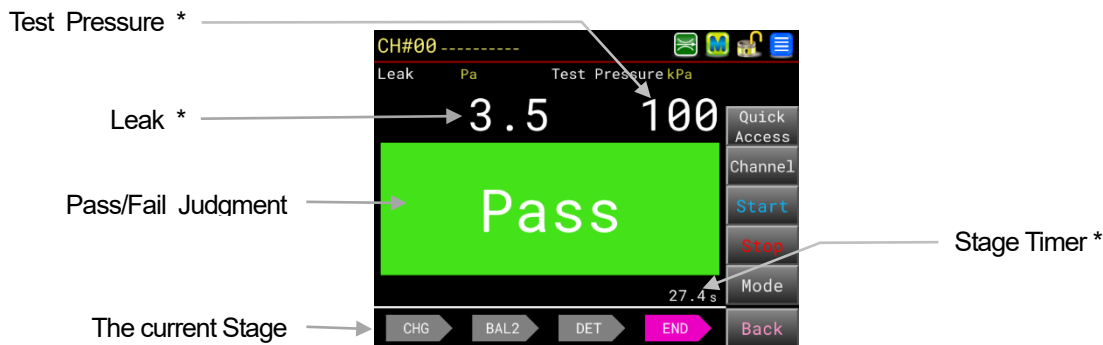 Test Pressure *
CH#00 ----------
M
Leak Pa Test Pressure kPa
Leak *
3.5 100
Quick
Access
Channel
Pass/Fail Judgment
Pass
Start
Stop
Stage Timer *
Mode
27.4 s
The current Stage
CHG BAL2 DET END
Back